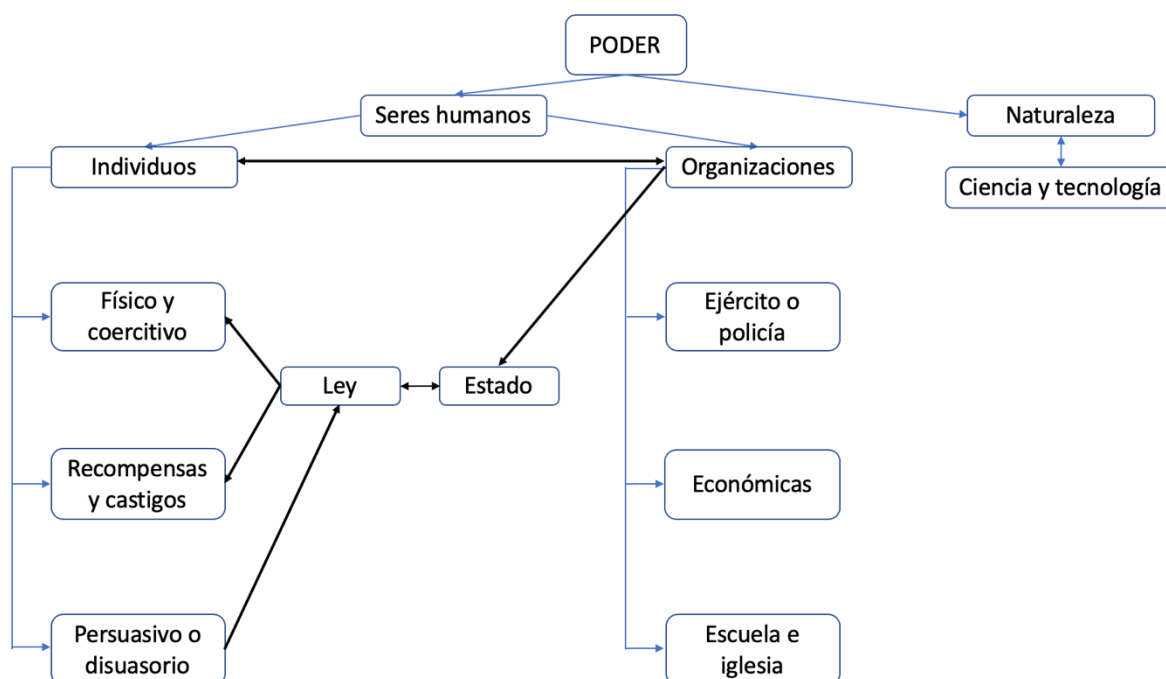 PODER
Seres humanos
Naturaleza
Individuos
Organizaciones
Ciencia y tecnología
Físico y
coercitivo
Ejército o
policía
Ley
Estado
Recompensas
y castigos
Económicas
Persuasivo o
disuasorio
Escuela e
iglesia